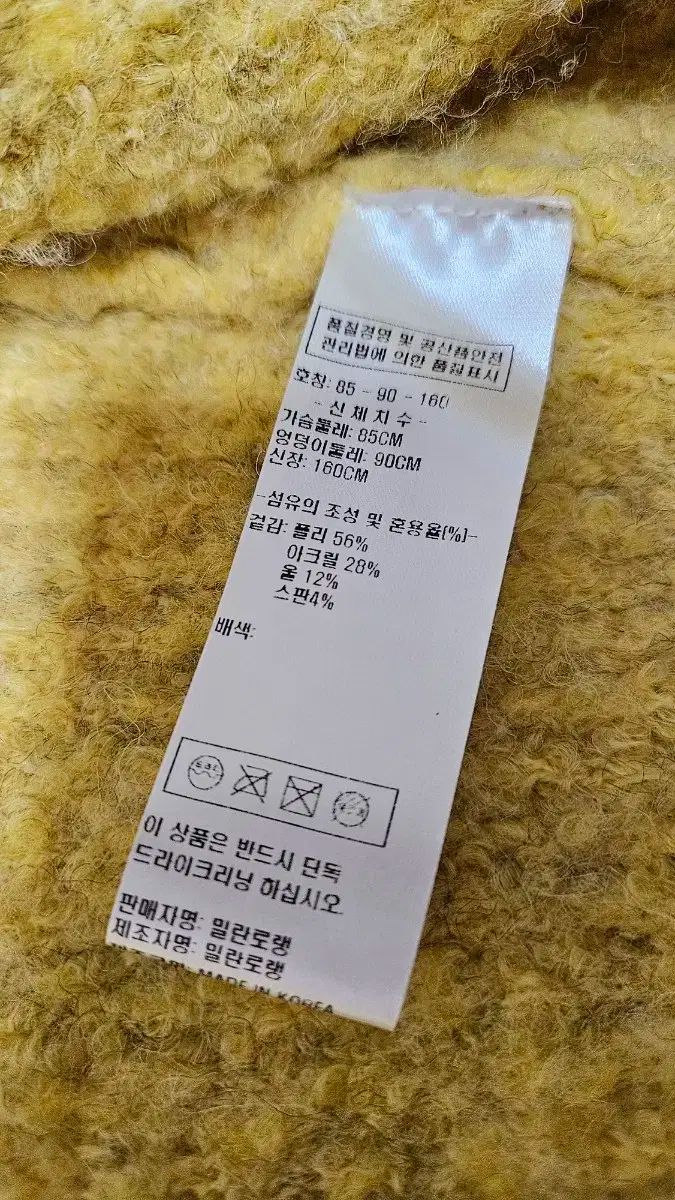 품질경영 및 공산품안전
관리법에 의한 품질표시
호칭: 85 - 90 - 160
- 신 체 치 수 -
가슴둘레: 85CM
엉덩이둘레: 90CM
신장: 160CM
-섬유의 조성 및 혼용율(%)-
겉감: 폴리 56%
아크릴 28%
울 12%
스판4%
배색:
이 상품은 반드시 단독
드라이크리닝 하십시오.
판매자명: 밀란로랭
제조자명: 밀란로랭
MADE IN KOREA